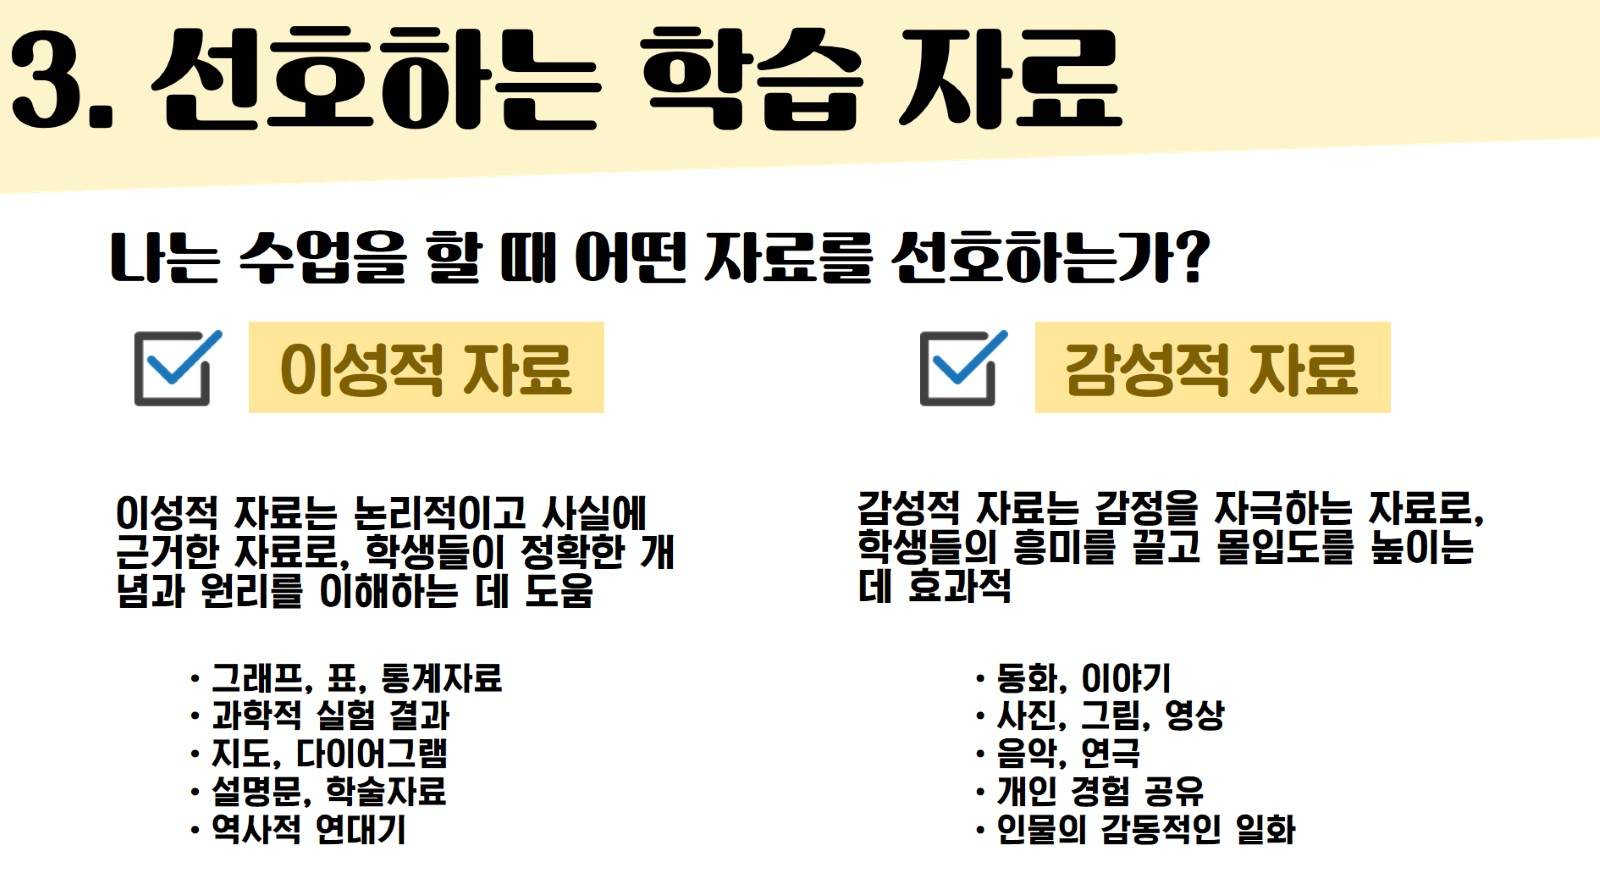 3. 선호하는 학습 자료
나는 수업을 할 때 어떤 자료를 선호하는가?
이성적 자료
이성적 자료는 논리적이고 사실에
근거한 자료로, 학생들이 정확한 개
념과 원리를 이해하는 데 도움
• 그래프, 표, 통계자료
• 과학적 실험 결과
• 지도, 다이어그램
• 설명문, 학술자료
• 역사적 연대기
감성적 자료
감성적 자료는 감정을 자극하는 자료로,
학생들의 흥미를 끌고 몰입도를 높이는
데 효과적
• 동화, 이야기
• 사진, 그림, 영상
• 음악, 연극
• 개인 경험 공유
• 인물의 감동적인 일화